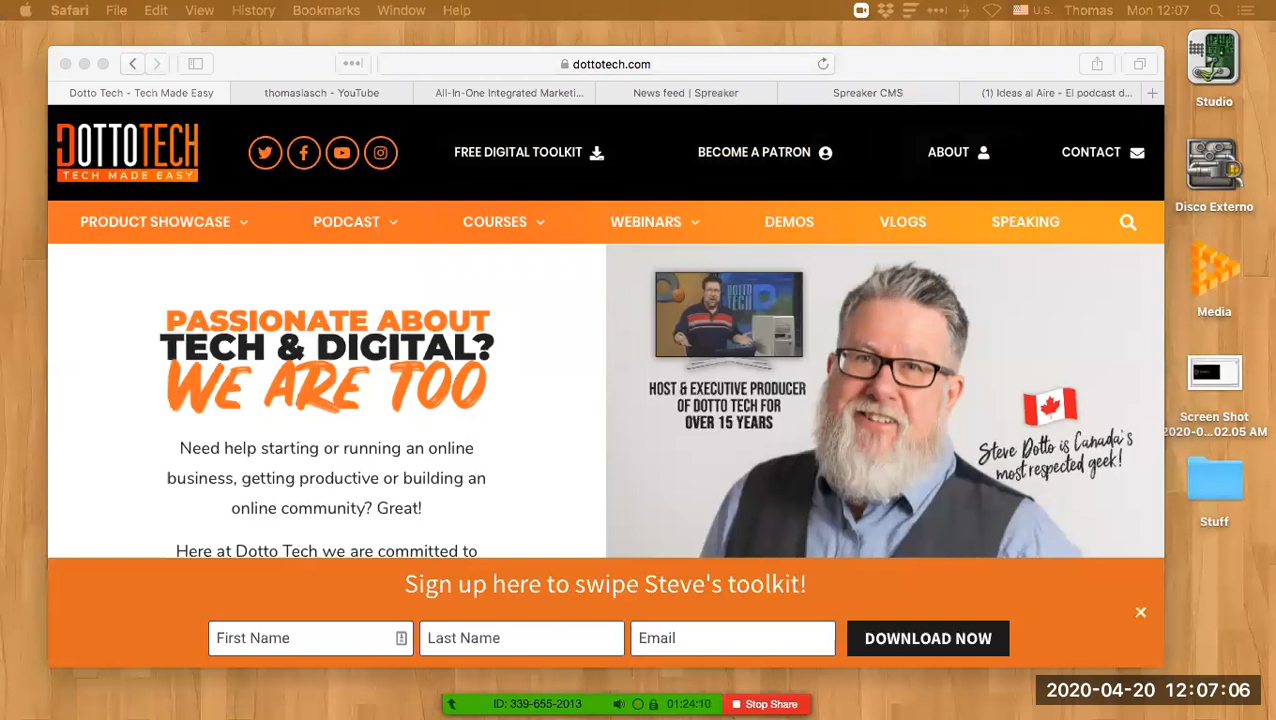 Safari File Edit View History Bookmarks Window Help U.S. Thomas Mon 12:07
dottotech.com
Dotto Tech - Tech Made Easy thomaslasch - YouTube All-In-One Integrated Marketi... News feed | Spreaker Spreaker CMS (1) Ideas al Aire - El podcast d...
DOTTOTECH
TECH MADE EASY
FREE DIGITAL TOOLKIT BECOME A PATRON ABOUT CONTACT
PRODUCT SHOWCASE PODCAST COURSES WEBINARS DEMOS VLOGS SPEAKING
PASSIONATE ABOUT
TECH & DIGITAL?
WE ARE TOO
Need help starting or running an online
business, getting productive or building an
online community? Great!
Here at Dotto Tech we are committed to
DOTTO
TECH
HOST & EXECUTIVE PRODUCER
OF DOTTO TECH FOR
OVER 15 YEARS
Steve Dotto is Canada's
most respected geek!
Sign up here to swipe Steve's toolkit!
First Name Last Name Email DOWNLOAD NOW
Studio
Disco Externo
Media
Screen Shot
2020-0...02.05 AM
Stuff
ID: 339-655-2013 01:24:10 Stop Share
2020-04-20 12:07:06